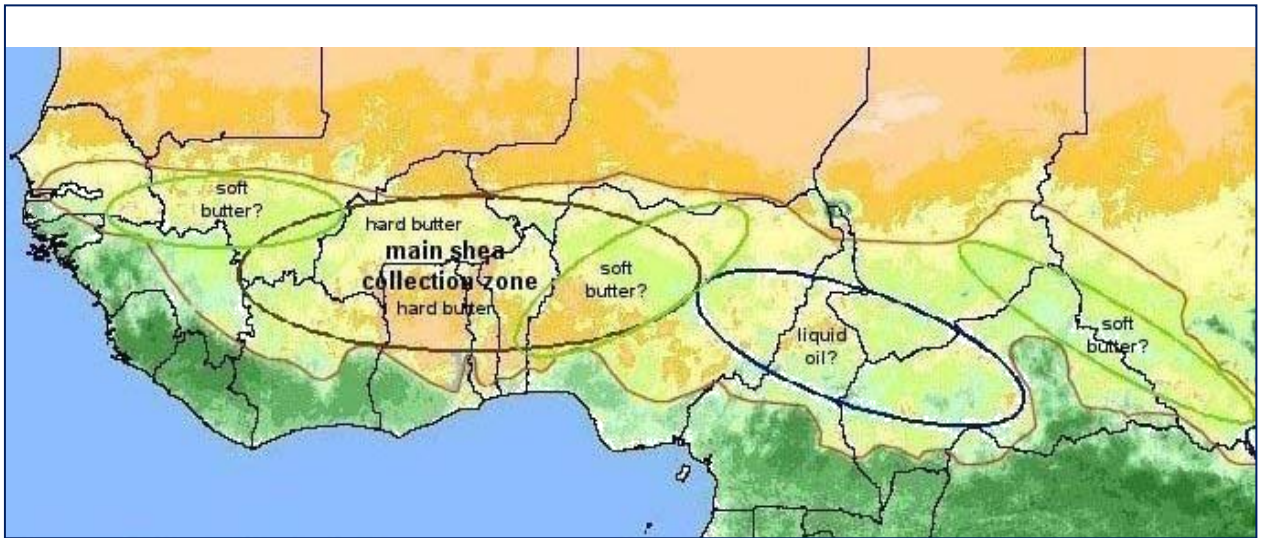 soft
butter?
hard butter
main shea
collection zone
hard butter
soft
butter?
liquid
oil?
soft
butter?